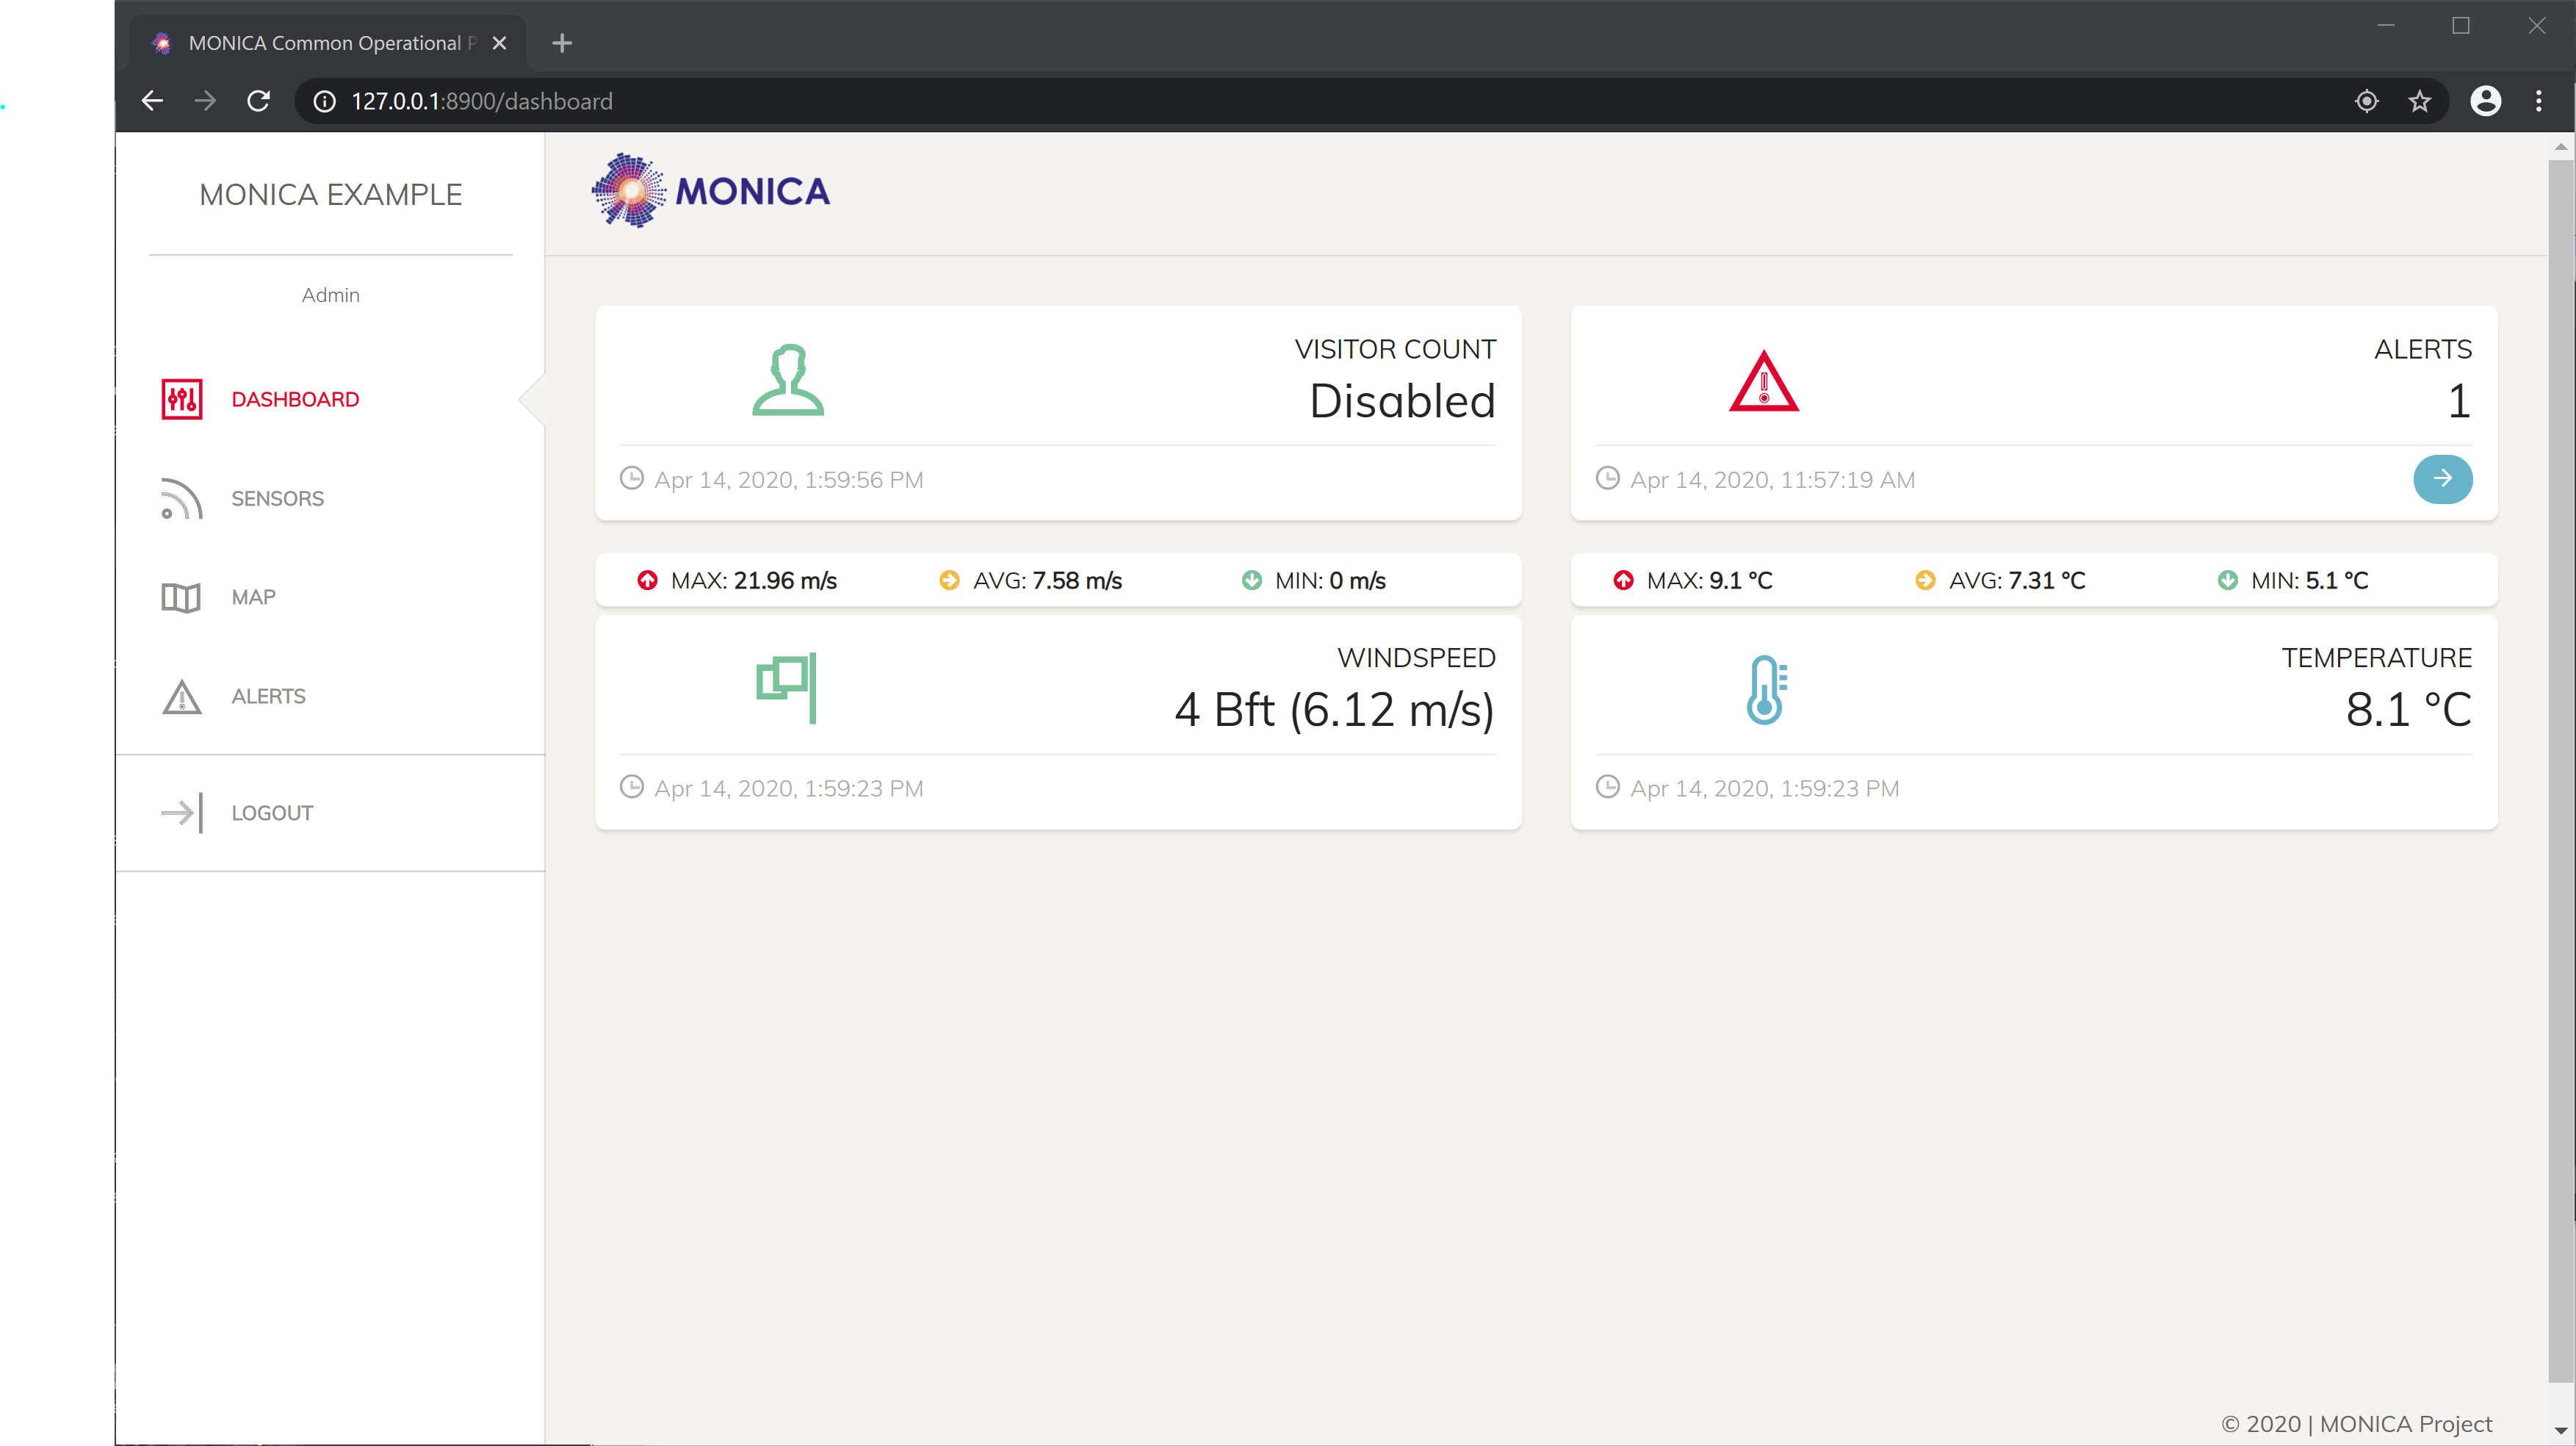 MONICA Common Operational P
127.0.0.1:8900/dashboard
MONICA EXAMPLE
Admin
DASHBOARD
SENSORS
MAP
ALERTS
LOGOUT
MONICA
VISITOR COUNT
Disabled
Apr 14, 2020, 1:59:56 PM
ALERTS
1
Apr 14, 2020, 11:57:19 AM
MAX: 21.96 m/s AVG: 7.58 m/s MIN: 0 m/s
WINDSPEED
4 Bft (6.12 m/s)
Apr 14, 2020, 1:59:23 PM
MAX: 9.1 °C AVG: 7.31 °C MIN: 5.1 °C
TEMPERATURE
8.1 °C
Apr 14, 2020, 1:59:23 PM
© 2020 | MONICA Project